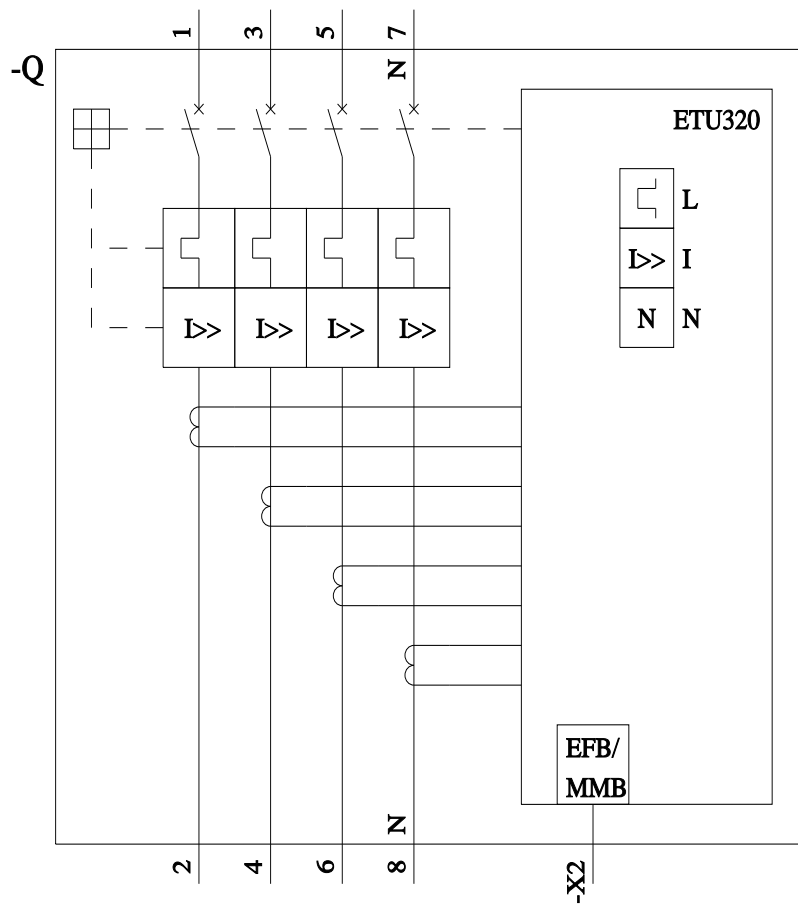 1 3 5 7
-Q
N
ETU320
L
I>> I
N N
I>> I>> I>> I>>
EFB/
MMB
N
2 4 6 8
-X2